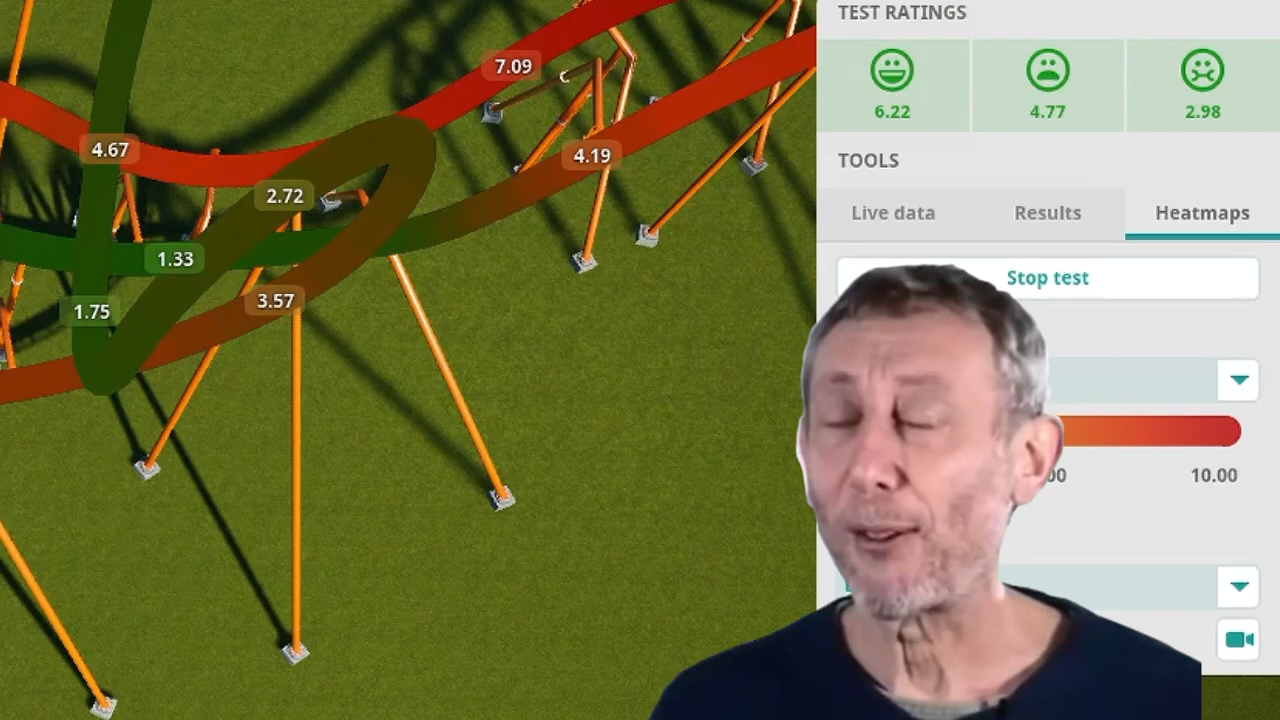 TEST RATINGS
6.22 4.77 2.98
TOOLS
Live data Results Heatmaps
Stop test
10.00
7.09
4.67
4.19
2.72
1.33
3.57
1.75